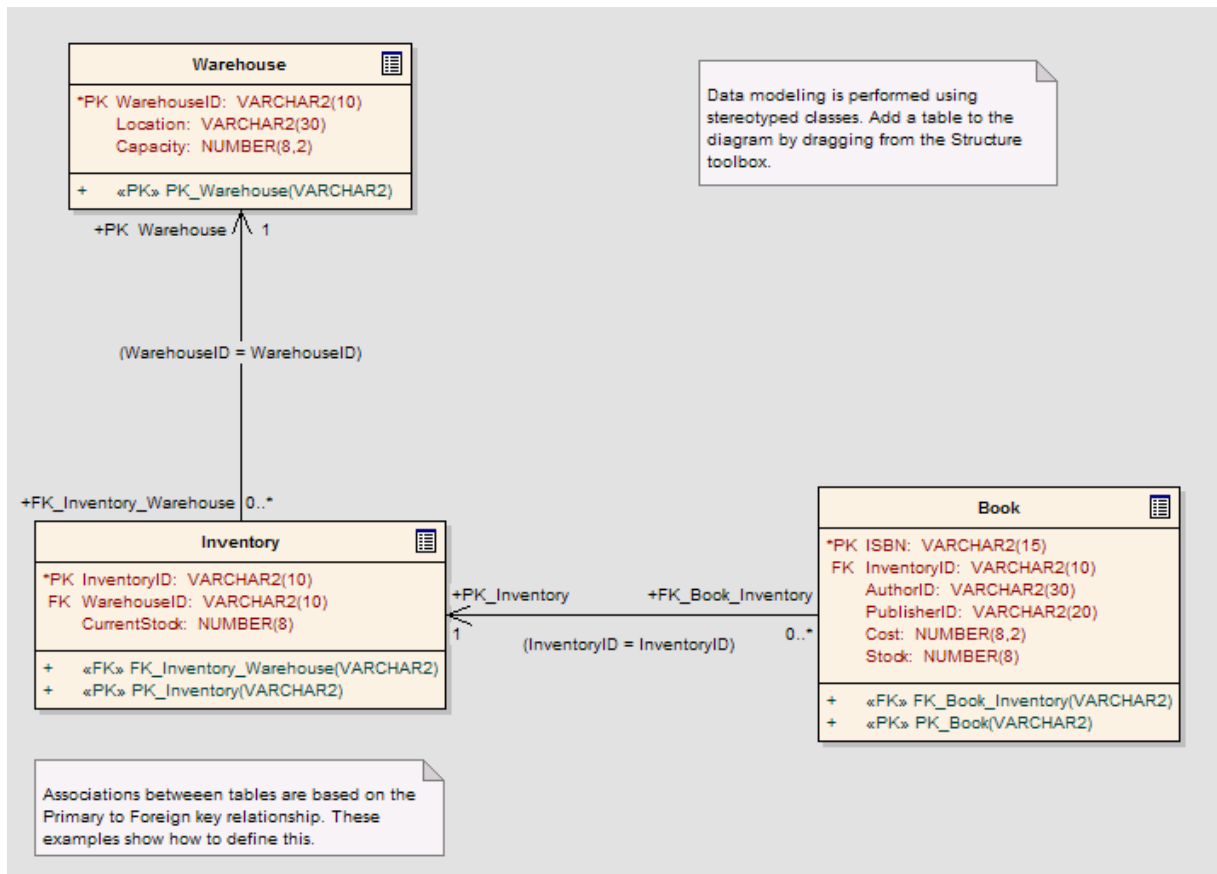 Warehouse
*PK WarehouseID: VARCHAR2(10)
Location: VARCHAR2(30)
Capacity: NUMBER(8,2)
+ «PK» PK_Warehouse(VARCHAR2)
Data modeling is performed using
stereotyped classes. Add a table to the
diagram by dragging from the Structure
toolbox.
+PK Warehouse 1
(WarehouseID = WarehouseID)
+FK_Inventory_Warehouse 0..*
Inventory
*PK InventoryID: VARCHAR2(10)
FK WarehouseID: VARCHAR2(10)
CurrentStock: NUMBER(8)
+ «FK» FK_Inventory_Warehouse(VARCHAR2)
+ «PK» PK_Inventory(VARCHAR2)
+PK_Inventory +FK_Book_Inventory
1 0..*
(InventoryID = InventoryID)
Book
*PK ISBN: VARCHAR2(15)
FK InventoryID: VARCHAR2(10)
AuthorID: VARCHAR2(30)
PublisherID: VARCHAR2(20)
Cost: NUMBER(8,2)
Stock: NUMBER(8)
+ «FK» FK_Book_Inventory(VARCHAR2)
+ «PK» PK_Book(VARCHAR2)
Associations betweeen tables are based on the
Primary to Foreign key relationship. These
examples show how to define this.